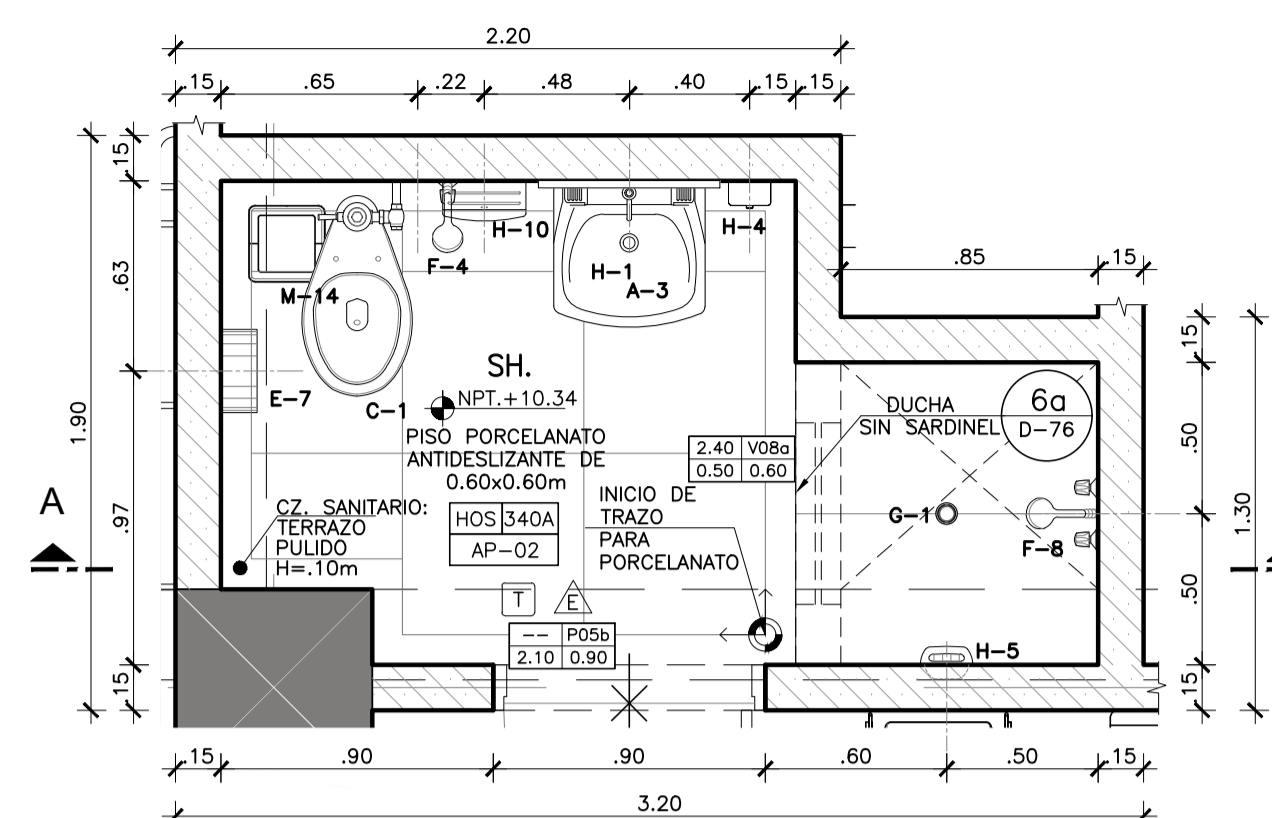 2.20
.15 .65 .22 .48 .40 .15 .15
1.90
.15
.63
.97
.15
H-10
H-4
F-4
H-1
A-3
M-14
.85 .15
E-7
C-1
SH.
NPT.+10.34
PISO PORCELANATO
ANTIDESLIZANTE DE
0.60x0.60m
2.40 V08a
0.50 0.60
DUCHA
SIN SARDINEL
6a
D-76
.15
.50
.50
.15
1.30
A
CZ. SANITARIO:
TERRAZO
PULIDO
H=.10m
HOS 340A
AP-02
INICIO DE
TRAZO
PARA
PORCELANATO
G-1
F-8
T
E
-- P05b
2.10 0.90
H-5
.15 .90 .90 .60 .50 .15
3.20